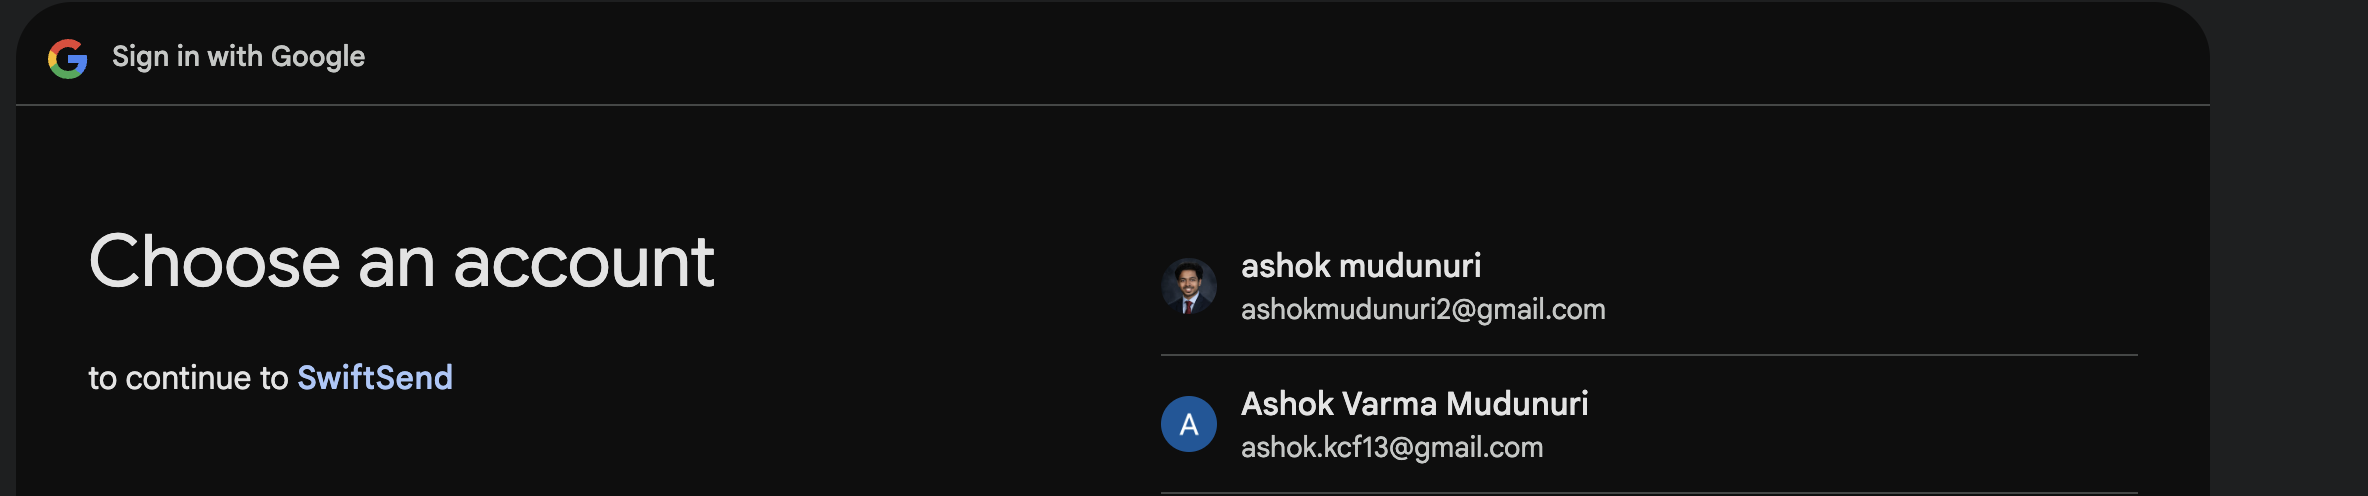 Sign in with Google
Choose an account
to continue to SwiftSend
ashok mudunuri
ashokmudunuri2@gmail.com
A
Ashok Varma Mudunuri
ashok.kcf13@gmail.com